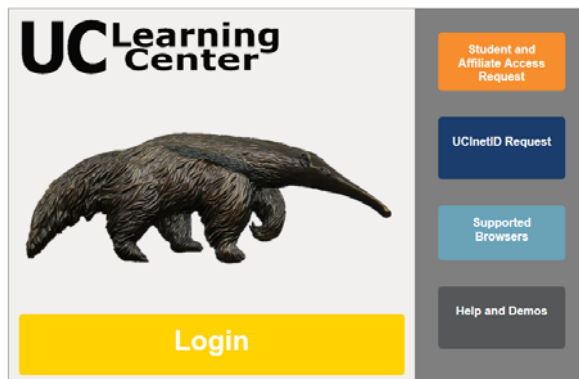 UC Learning
Center
Login
Student and
Affiliate Access
Request
UCInetID Request
Supported
Browsers
Help and Demos